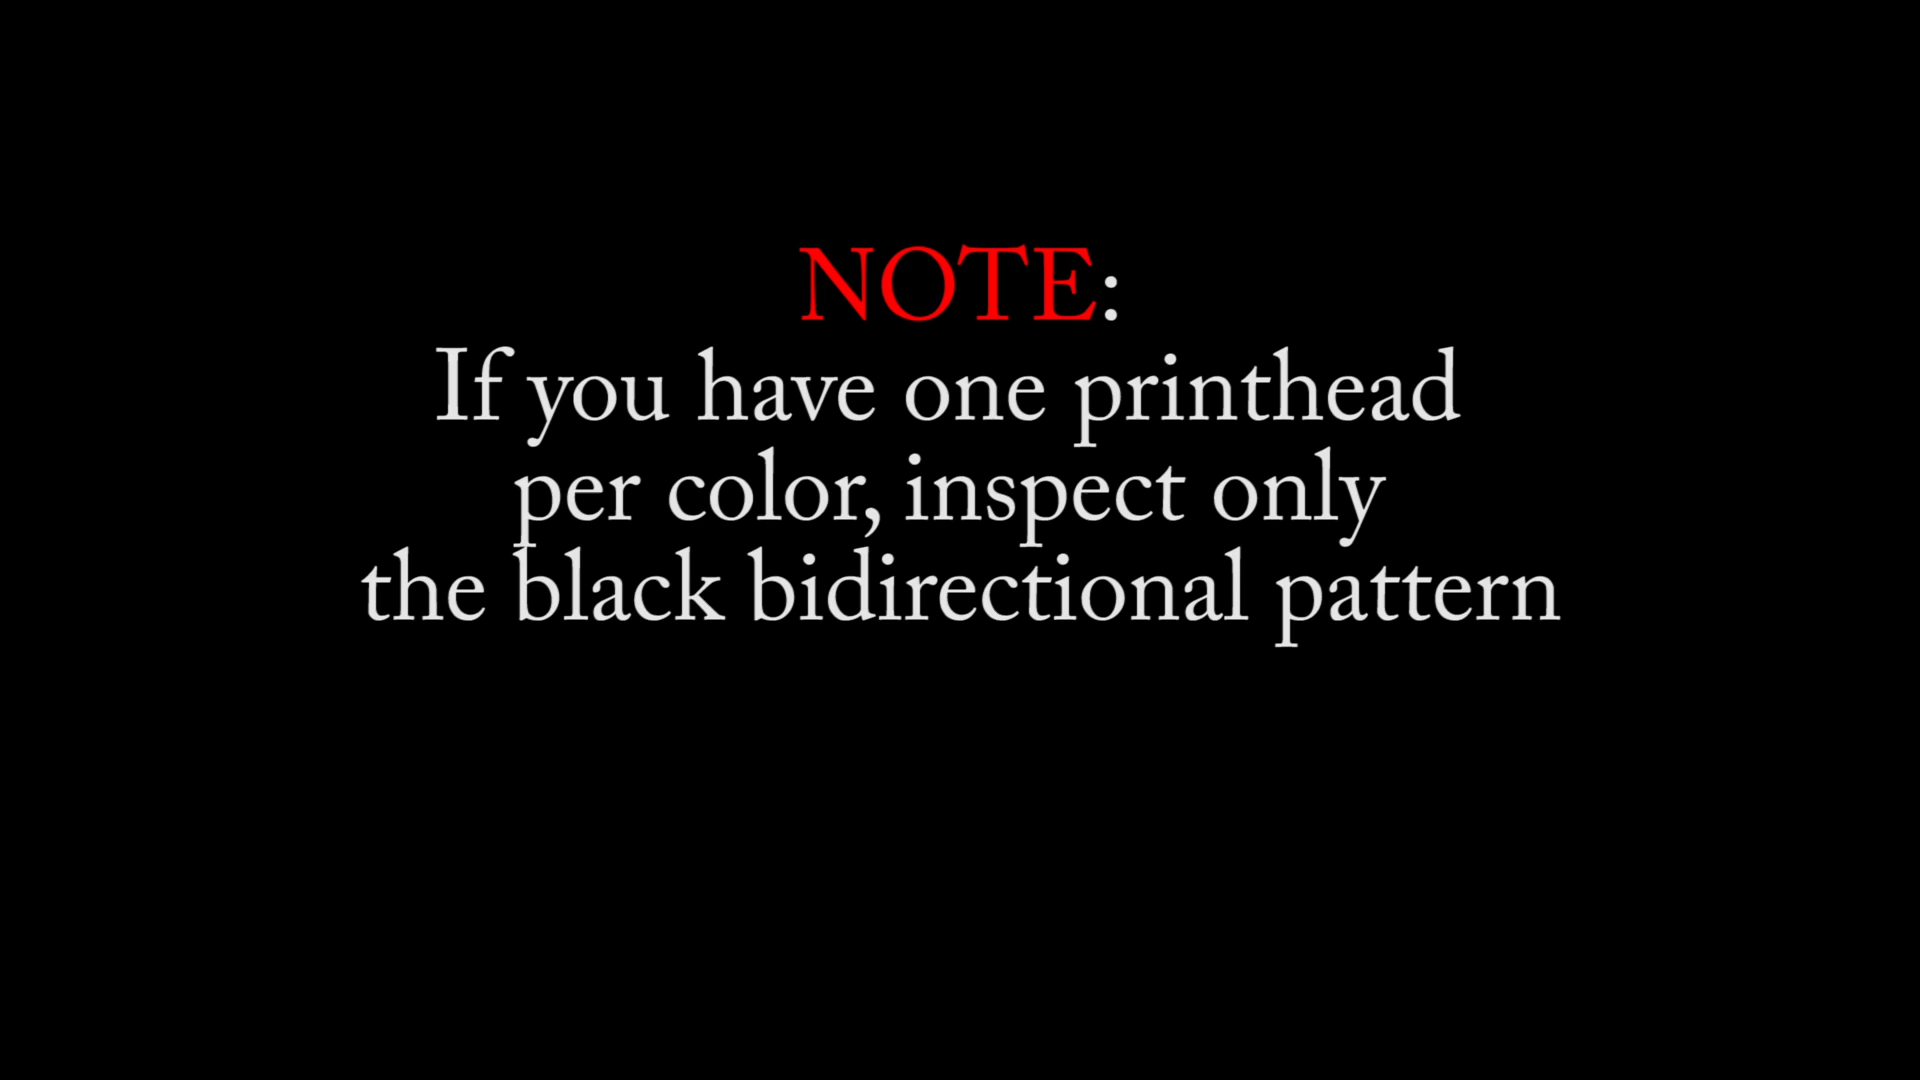 NOTE:
If you have one printhead
per color, inspect only
the black bidirectional pattern